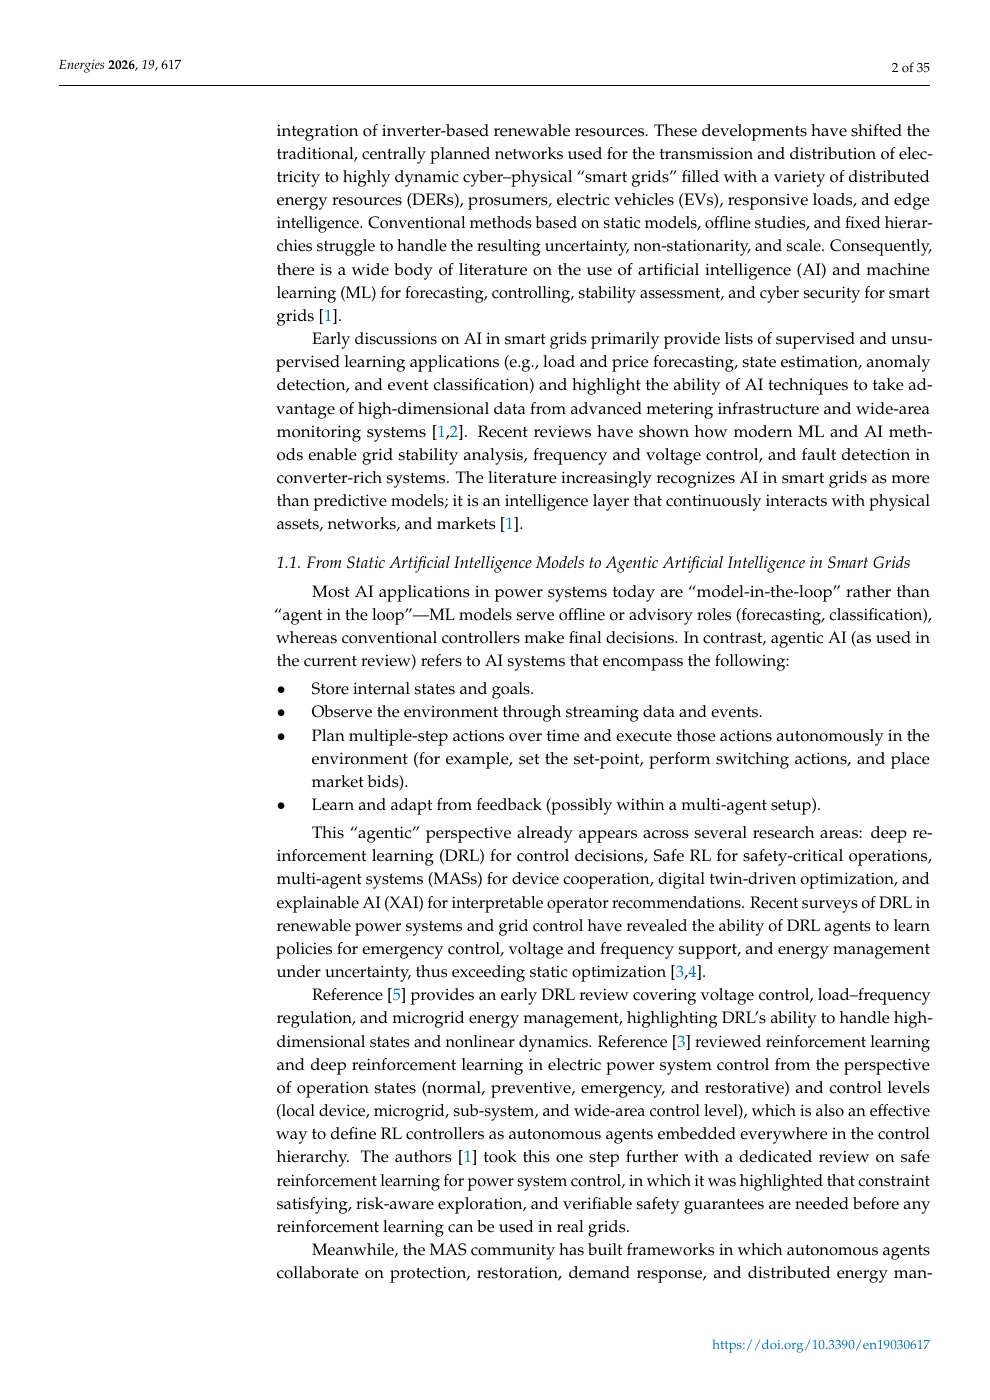 Energies 2026, 19, 617
2 of 35
integration of inverter-based renewable resources. These developments have shifted the
traditional, centrally planned networks used for the transmission and distribution of elec-
tricity to highly dynamic cyber–physical “smart grids” filled with a variety of distributed
energy resources (DERs), prosumers, electric vehicles (EVs), responsive loads, and edge
intelligence. Conventional methods based on static models, offline studies, and fixed hierar-
chies struggle to handle the resulting uncertainty, non-stationarity, and scale. Consequently,
there is a wide body of literature on the use of artificial intelligence (AI) and machine
learning (ML) for forecasting, controlling, stability assessment, and cyber security for smart
grids [1].
Early discussions on AI in smart grids primarily provide lists of supervised and unsu-
pervised learning applications (e.g., load and price forecasting, state estimation, anomaly
detection, and event classification) and highlight the ability of AI techniques to take ad-
vantage of high-dimensional data from advanced metering infrastructure and wide-area
monitoring systems [1,2]. Recent reviews have shown how modern ML and AI meth-
ods enable grid stability analysis, frequency and voltage control, and fault detection in
converter-rich systems. The literature increasingly recognizes AI in smart grids as more
than predictive models; it is an intelligence layer that continuously interacts with physical
assets, networks, and markets [1].
1.1. From Static Artificial Intelligence Models to Agentic Artificial Intelligence in Smart Grids
Most AI applications in power systems today are “model-in-the-loop” rather than
“agent in the loop”—ML models serve offline or advisory roles (forecasting, classification),
whereas conventional controllers make final decisions. In contrast, agentic AI (as used in
the current review) refers to AI systems that encompass the following:
• Store internal states and goals.
• Observe the environment through streaming data and events.
• Plan multiple-step actions over time and execute those actions autonomously in the
environment (for example, set the set-point, perform switching actions, and place
market bids).
• Learn and adapt from feedback (possibly within a multi-agent setup).
This “agentic” perspective already appears across several research areas: deep re-
inforcement learning (DRL) for control decisions, Safe RL for safety-critical operations,
multi-agent systems (MASs) for device cooperation, digital twin-driven optimization, and
explainable AI (XAI) for interpretable operator recommendations. Recent surveys of DRL in
renewable power systems and grid control have revealed the ability of DRL agents to learn
policies for emergency control, voltage and frequency support, and energy management
under uncertainty, thus exceeding static optimization [3,4].
Reference [5] provides an early DRL review covering voltage control, load–frequency
regulation, and microgrid energy management, highlighting DRL’s ability to handle high-
dimensional states and nonlinear dynamics. Reference [3] reviewed reinforcement learning
and deep reinforcement learning in electric power system control from the perspective
of operation states (normal, preventive, emergency, and restorative) and control levels
(local device, microgrid, sub-system, and wide-area control level), which is also an effective
way to define RL controllers as autonomous agents embedded everywhere in the control
hierarchy. The authors [1] took this one step further with a dedicated review on safe
reinforcement learning for power system control, in which it was highlighted that constraint
satisfying, risk-aware exploration, and verifiable safety guarantees are needed before any
reinforcement learning can be used in real grids.
Meanwhile, the MAS community has built frameworks in which autonomous agents
collaborate on protection, restoration, demand response, and distributed energy man-
https://doi.org/10.3390/en19030617